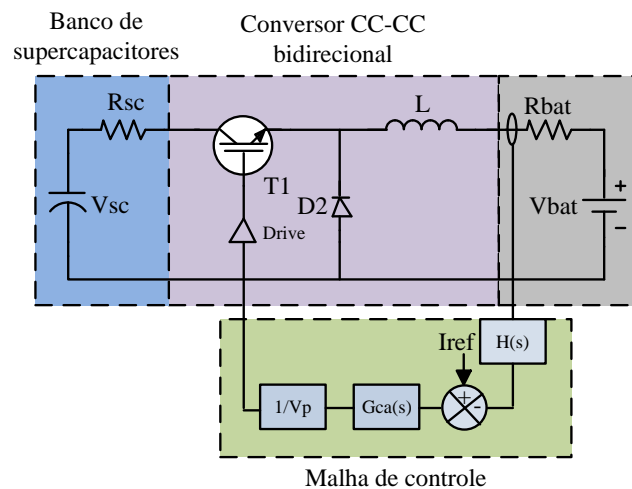 Banco de
supercapacitores
Conversor CC-CC
bidirecional
Rsc
L
Rbat
T1
Vsc
D2
Drive
Vbat
+
-
Iref
H(s)
1/Vp
Gca(s)
+
-
Malha de controle